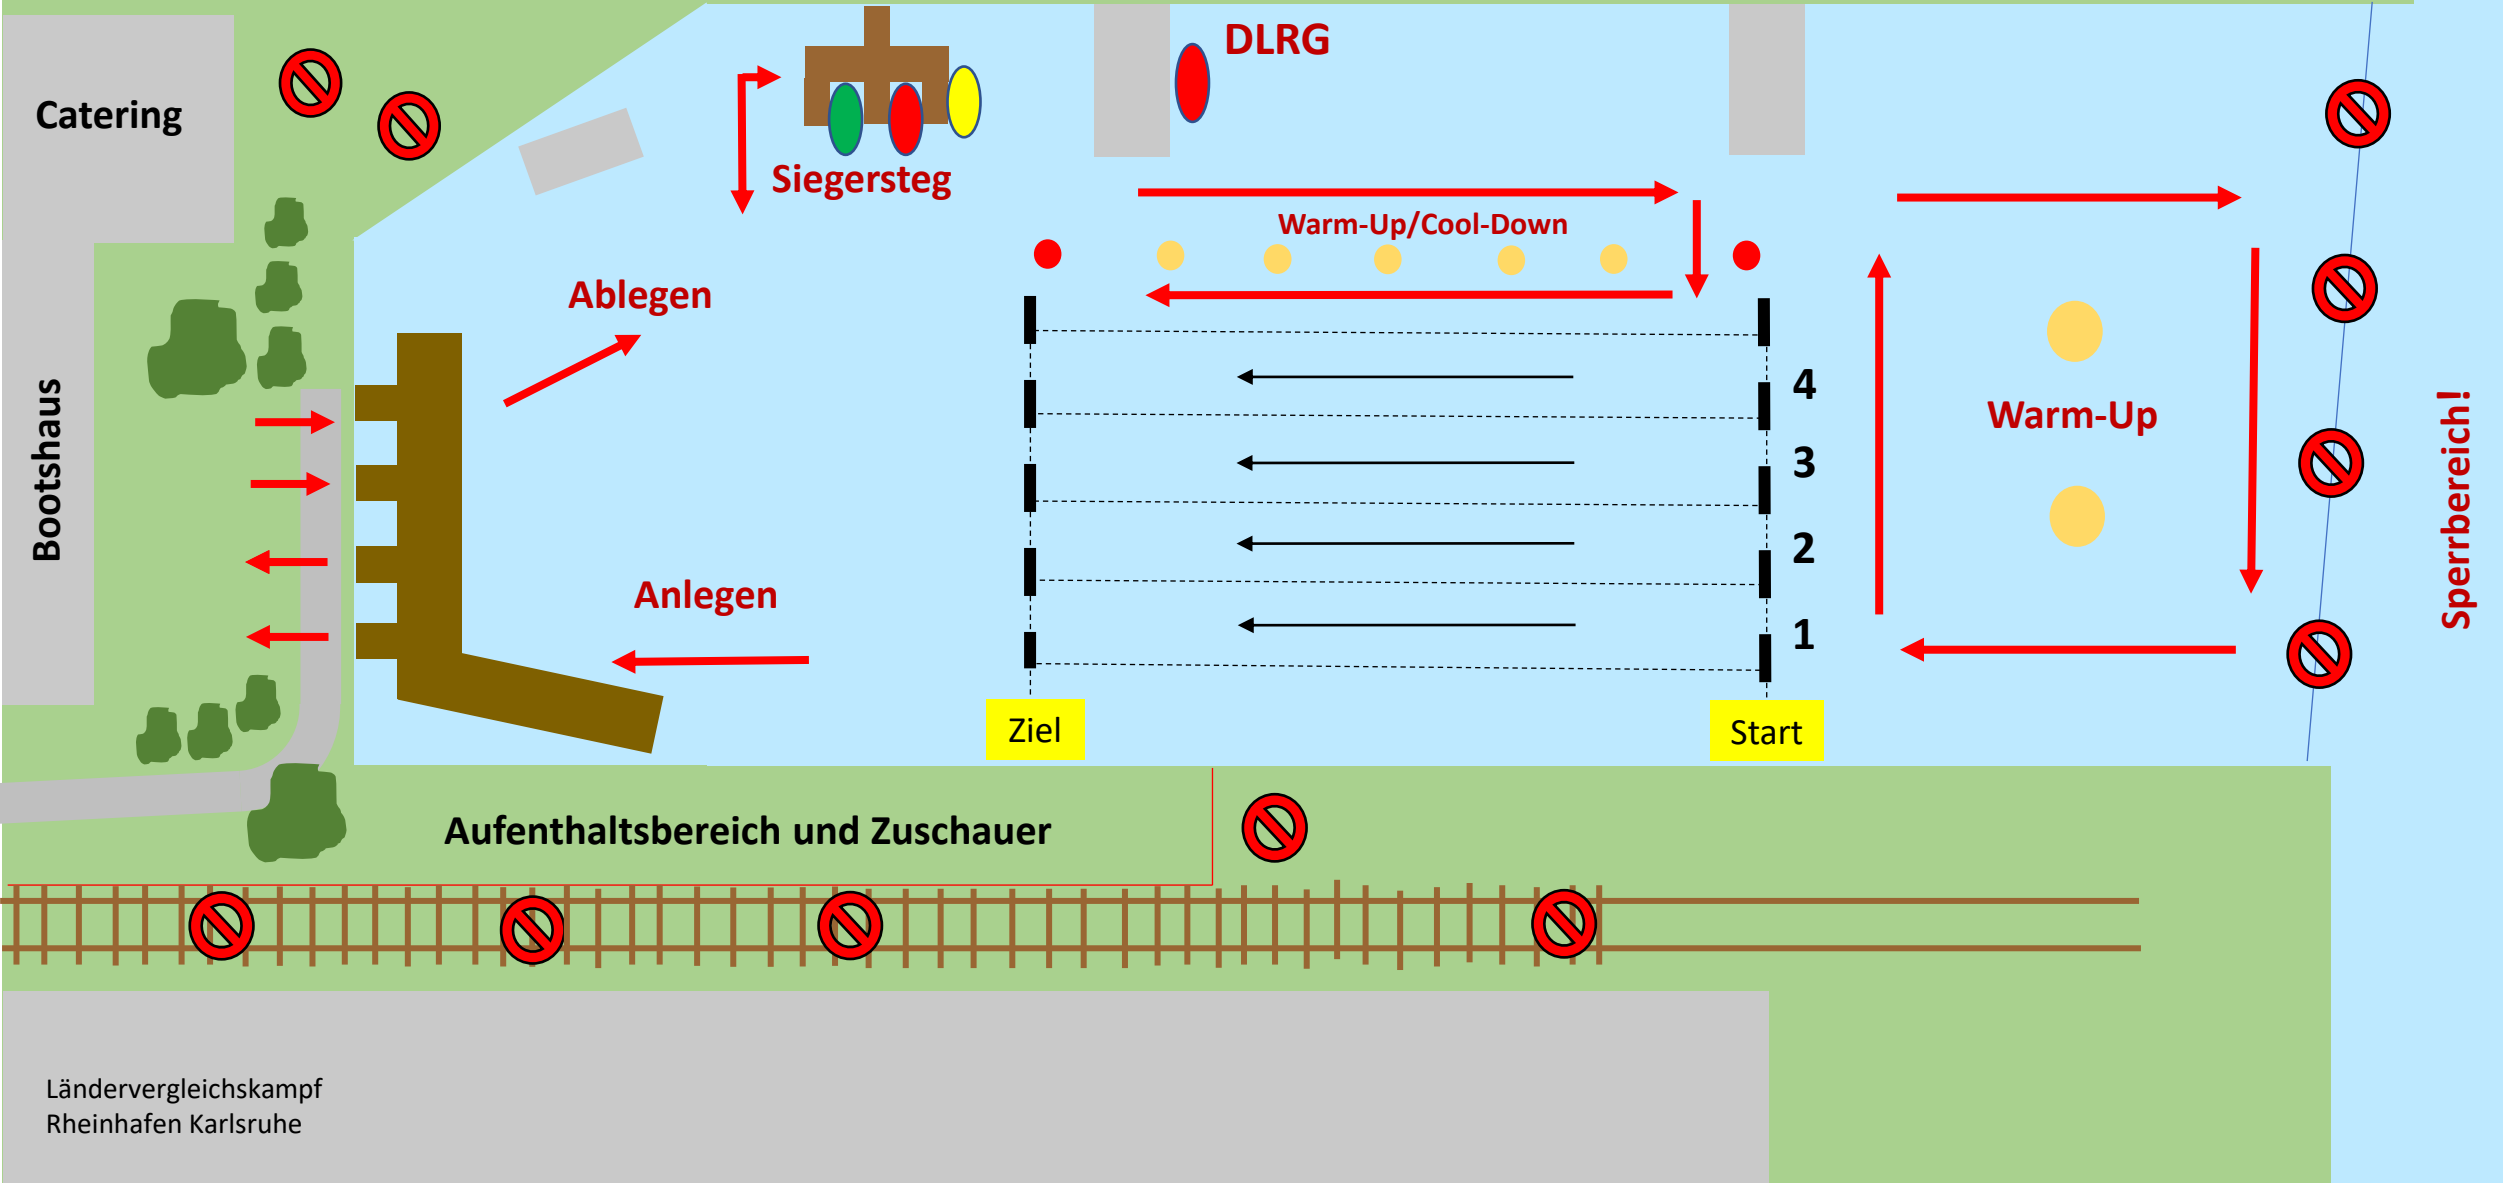 DLRG
Catering
Siegersteg
Warm-Up/Cool-Down
Ablegen
Bootshaus
4
Warm-Up
3
Sperrbereich!
2
Anlegen
1
Ziel
Start
Aufenthaltsbereich und Zuschauer
Ländervergleichskampf
Rheinhafen Karlsruhe